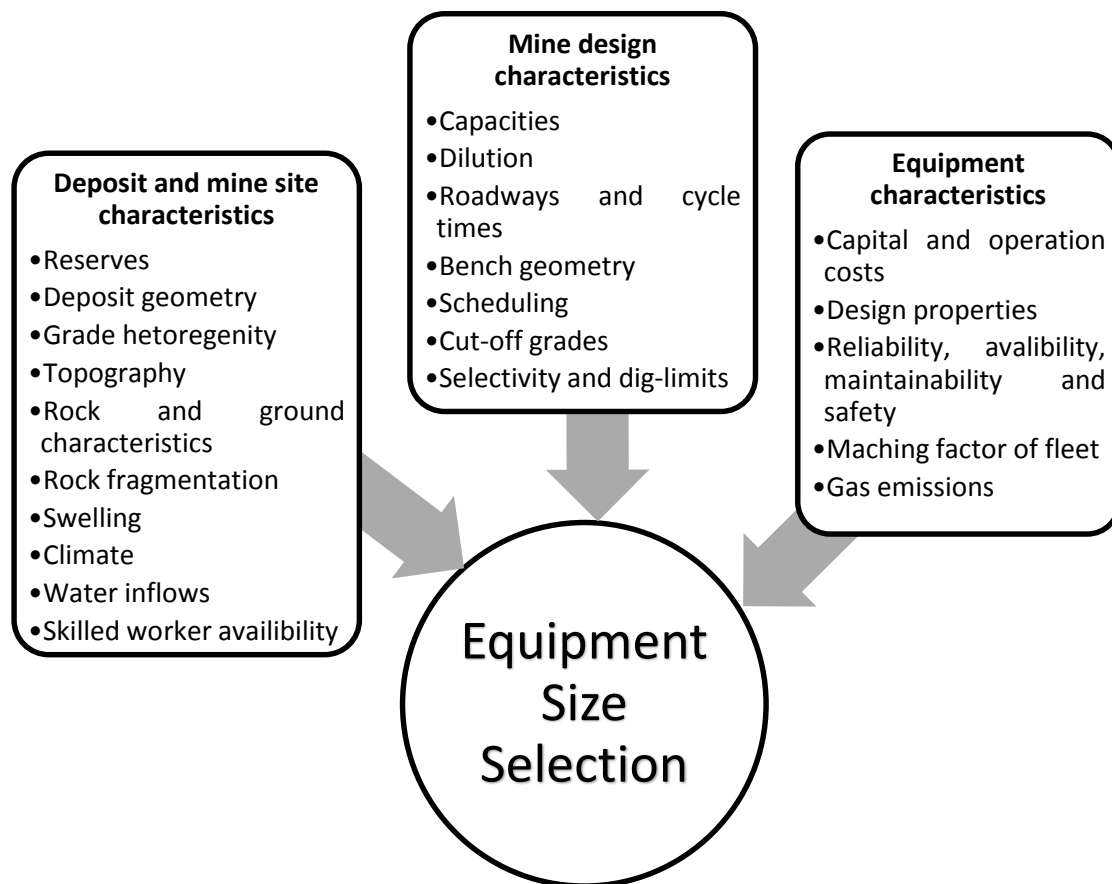 Deposit and mine site
characteristics
•Reserves
•Deposit geometry
•Grade hetoregenity
•Topography
•Rock and ground
characteristics
•Rock fragmentation
•Swelling
•Climate
•Water inflows
•Skilled worker availibility
Mine design
characteristics
•Capacities
•Dilution
•Roadways and cycle
times
•Bench geometry
•Scheduling
•Cut-off grades
•Selectivity and dig-limits
Equipment
characteristics
•Capital and operation
costs
•Design properties
•Reliability, avalibility,
maintainability and
safety
•Maching factor of fleet
•Gas emissions
Equipment
Size
Selection